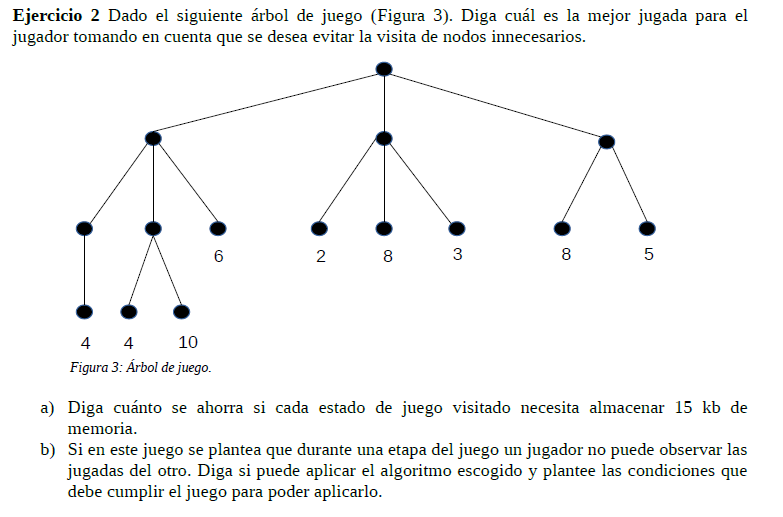 Ejercicio 2 Dado el siguiente árbol de juego (Figura 3). Diga cuál es la mejor jugada para el
jugador tomando en cuenta que se desea evitar la visita de nodos innecesarios.
6 2 8 3 8 5
4 4 10
Figura 3: Árbol de juego.
a) Diga cuánto se ahorra si cada estado de juego visitado necesita almacenar 15 kb de
memoria.
b) Si en este juego se plantea que durante una etapa del juego un jugador no puede observar las
jugadas del otro. Diga si puede aplicar el algoritmo escogido y plantee las condiciones que
debe cumplir el juego para poder aplicarlo.